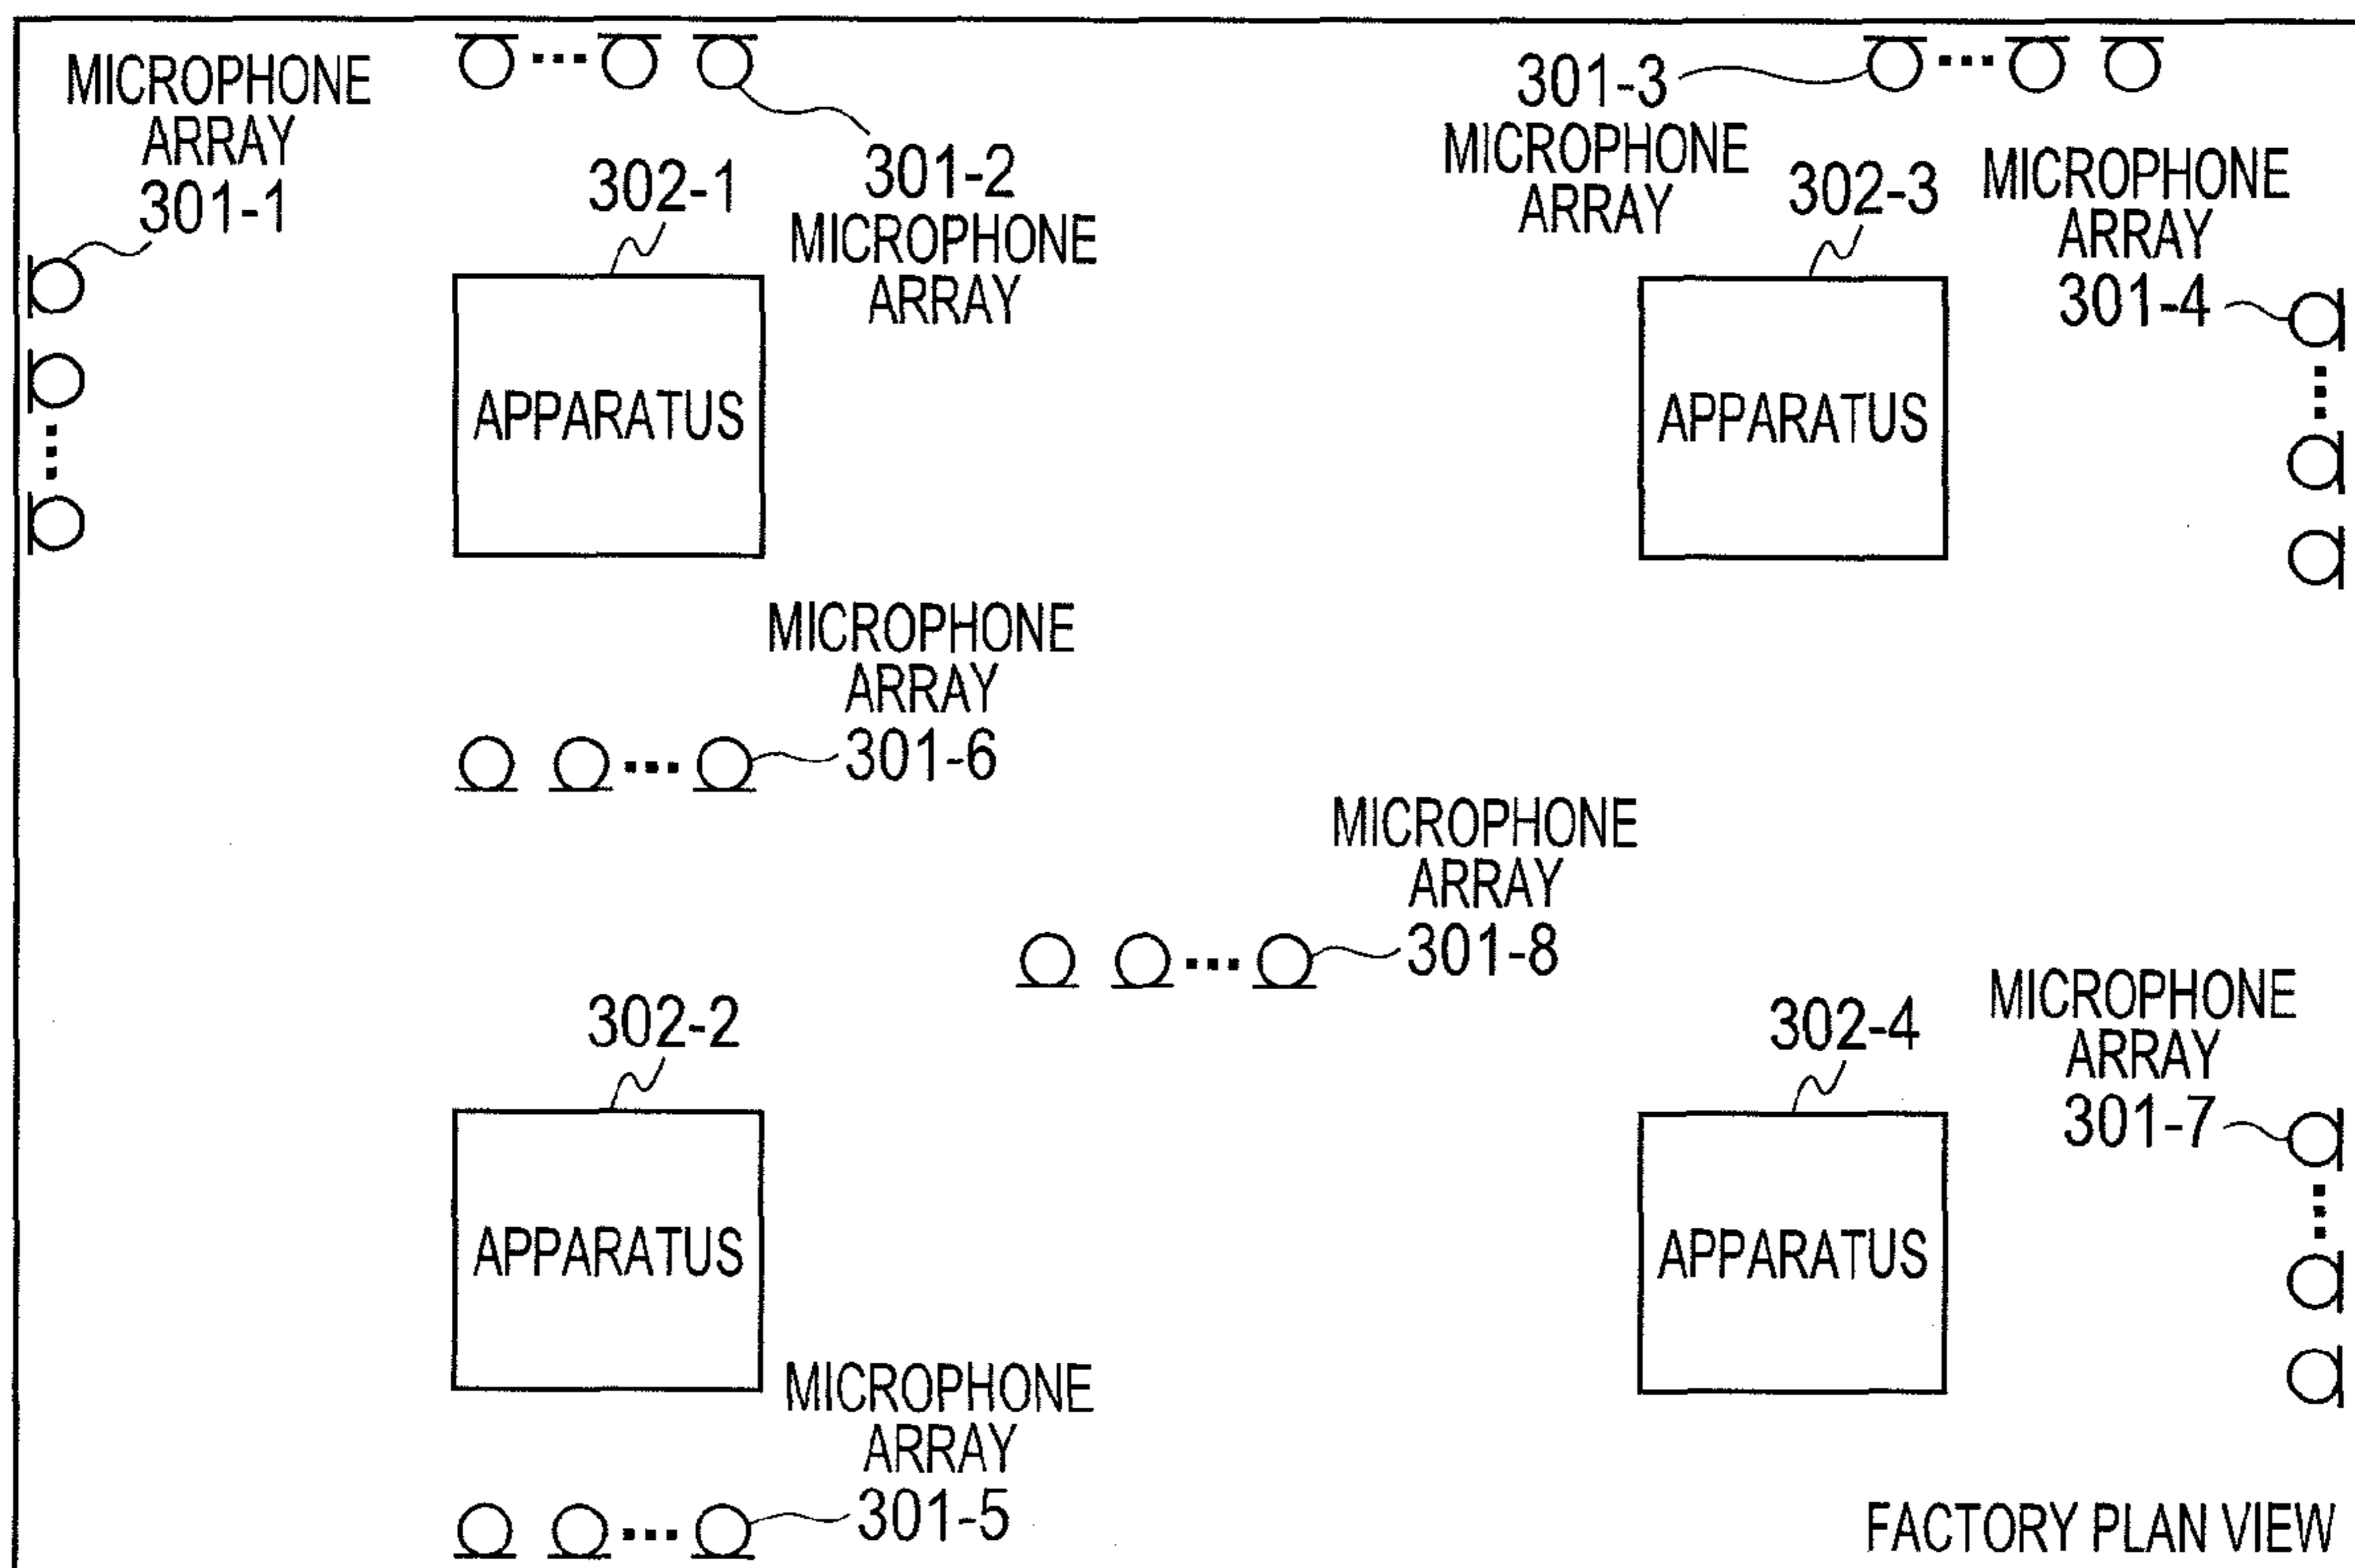 MICROPHONE
ARRAY
301-1
302-1
301-2
MICROPHONE
ARRAY
301-3
MICROPHONE
ARRAY
302-3
MICROPHONE
ARRAY
301-4
APPARATUS
APPARATUS
MICROPHONE
ARRAY
301-6
MICROPHONE
ARRAY
301-8
302-2
302-4
MICROPHONE
ARRAY
301-7
APPARATUS
APPARATUS
MICROPHONE
ARRAY
301-5
FACTORY PLAN VIEW